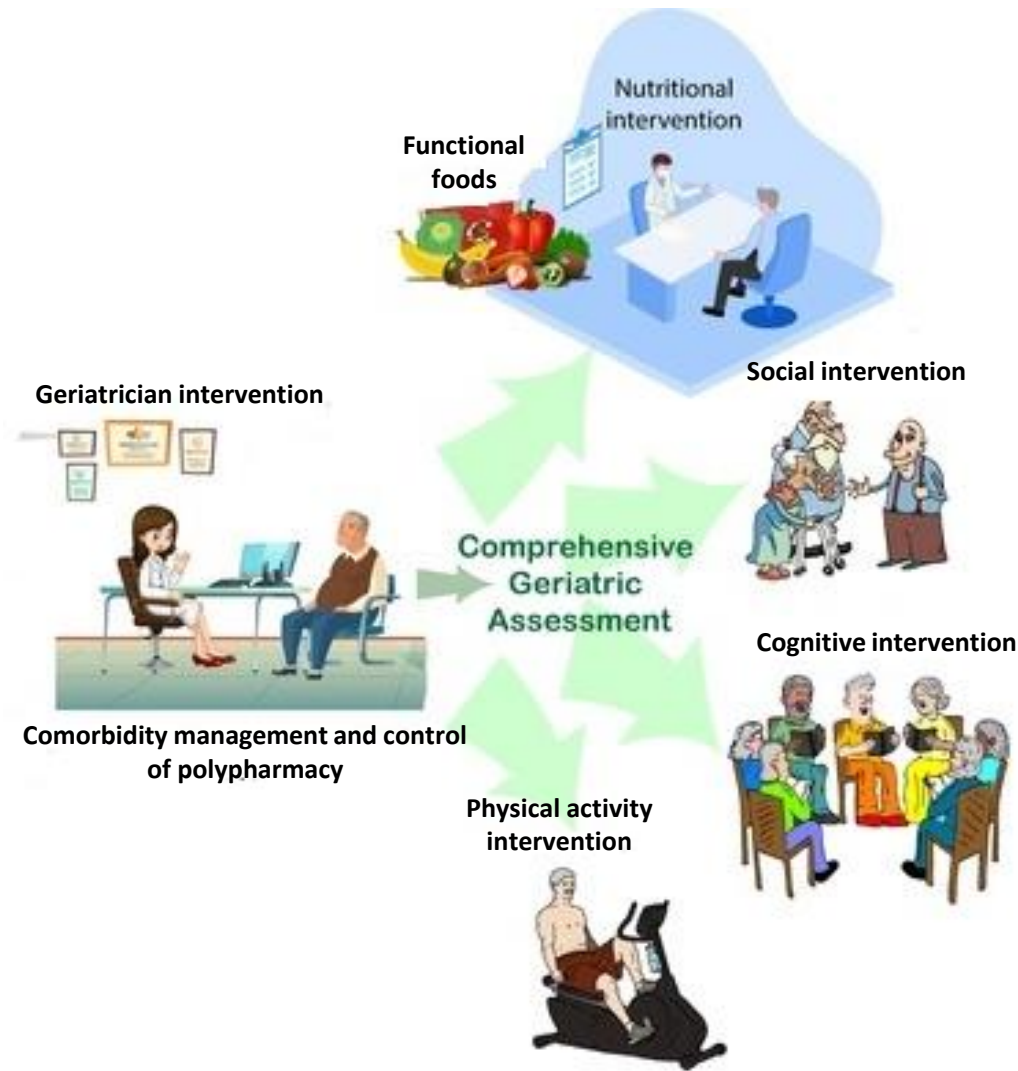 Nutritional
intervention
Functional
foods
Geriatrician intervention
Social intervention
Comprehensive
Geriatric
Assessment
Cognitive intervention
Comorbidity management and control
of polypharmacy
Physical activity
intervention